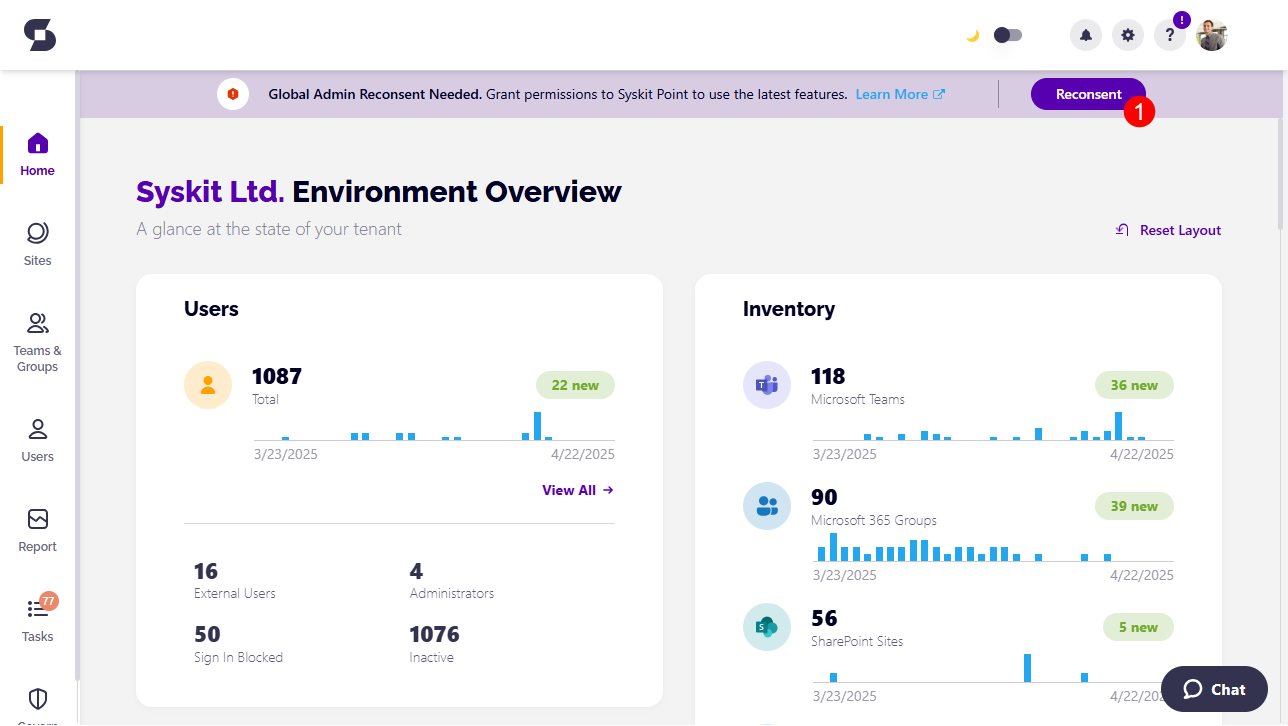 !
?
Global Admin Reconsent Needed. Grant permissions to Syskit Point to use the latest features. Learn More
Reconsent
1
Home
Sites
Teams &
Groups
Users
Report
77
Tasks
Syskit Ltd. Environment Overview
A glance at the state of your tenant
Reset Layout
Users
1087
Total
22 new
3/23/2025
4/22/2025
View All
16
External Users
4
Administrators
50
Sign In Blocked
1076
Inactive
Inventory
118
Microsoft Teams
36 new
3/23/2025
4/22/2025
90
Microsoft 365 Groups
39 new
3/23/2025
4/22/2025
56
SharePoint Sites
5 new
3/23/2025
Chat